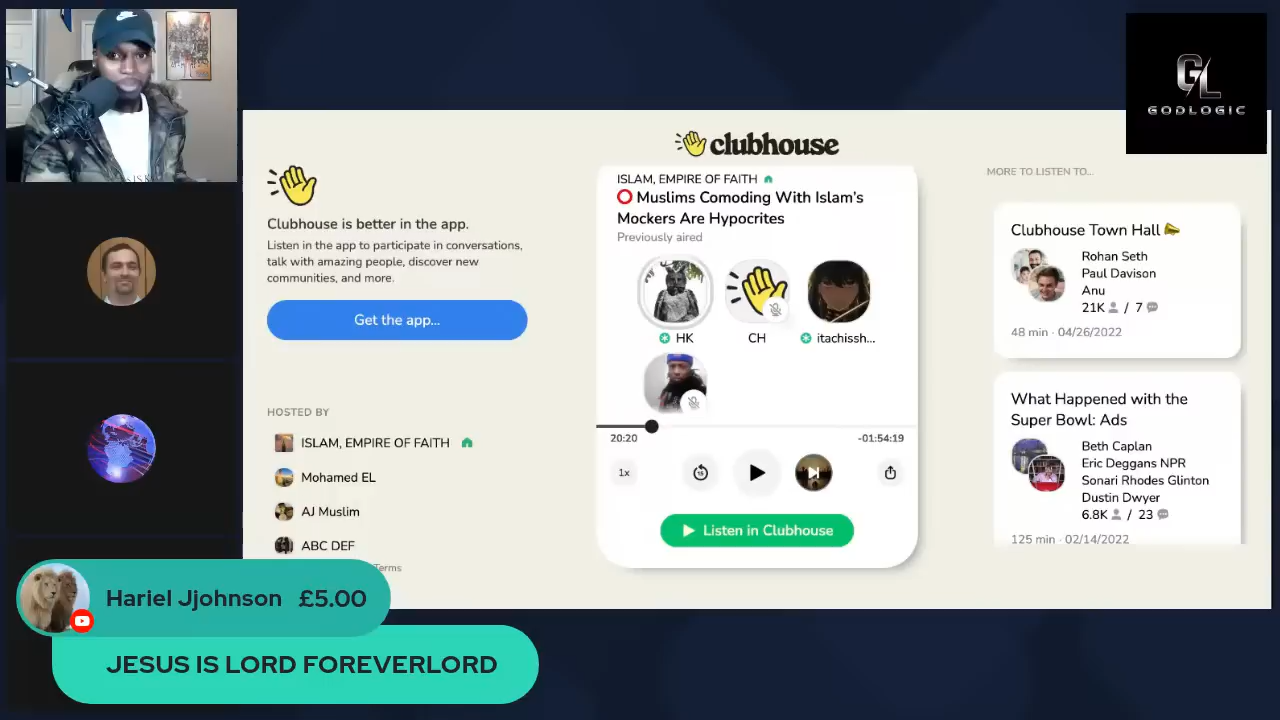 GL
GODLOGIC
clubhouse
Clubhouse is better in the app.
Listen in the app to participate in conversations,
talk with amazing people, discover new
communities, and more.
Get the app...
HOSTED BY
ISLAM, EMPIRE OF FAITH
Mohamed EL
AJ Muslim
ABC DEF
Terms
ISLAM, EMPIRE OF FAITH
Muslims Comoding With Islam's
Mockers Are Hypocrites
Previously aired
HK
CH
itachissh...
20:20
-01:54:19
1x
15
Listen in Clubhouse
MORE TO LISTEN TO...
Clubhouse Town Hall
Rohan Seth
Paul Davison
Anu
21K / 7
48 min · 04/26/2022
What Happened with the
Super Bowl: Ads
Beth Caplan
Eric Deggans NPR
Sonari Rhodes Glinton
Dustin Dwyer
6.8K / 23
125 min · 02/14/2022
Hariel Jjohnson £5.00
JESUS IS LORD FOREVERLORD